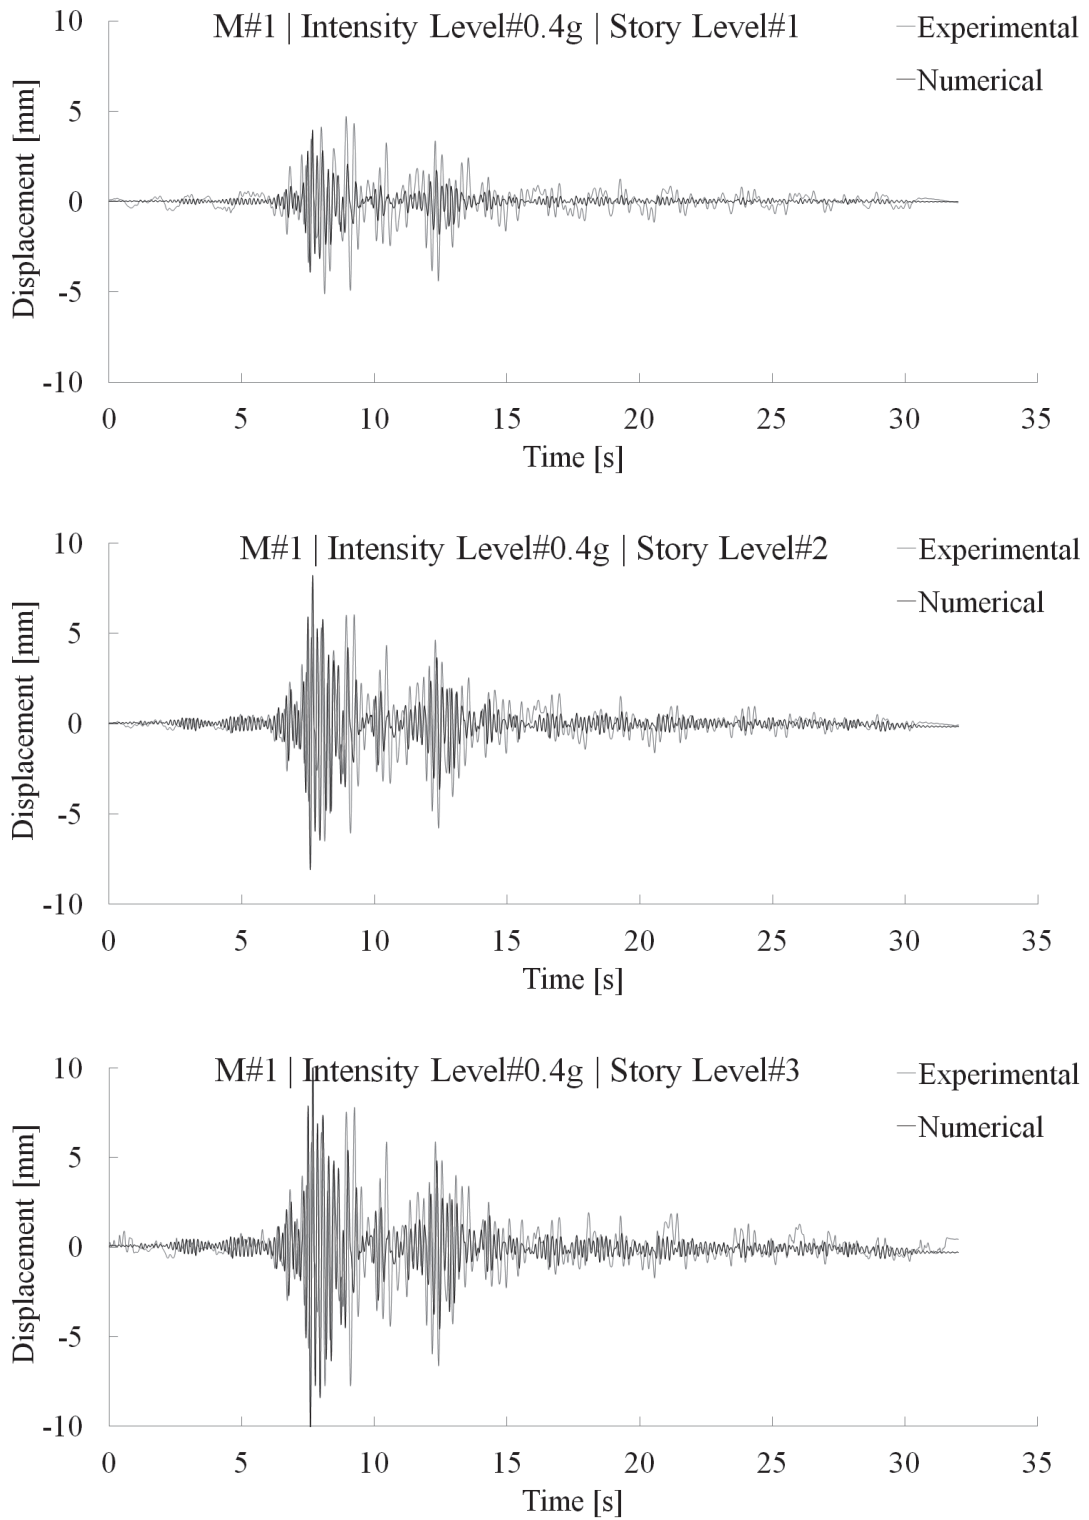 M#1 | Intensity Level#0.4g | Story Level#1
Experimental
Numerical
Displacement [mm]
10
5
0
-5
-10
0 5 10 15 20 25 30 35
Time [s]
M#1 | Intensity Level#0.4g | Story Level#2
Experimental
Numerical
Displacement [mm]
10
5
0
-5
-10
0 5 10 15 20 25 30 35
Time [s]
M#1 | Intensity Level#0.4g | Story Level#3
Experimental
Numerical
Displacement [mm]
10
5
0
-5
-10
0 5 10 15 20 25 30 35
Time [s]